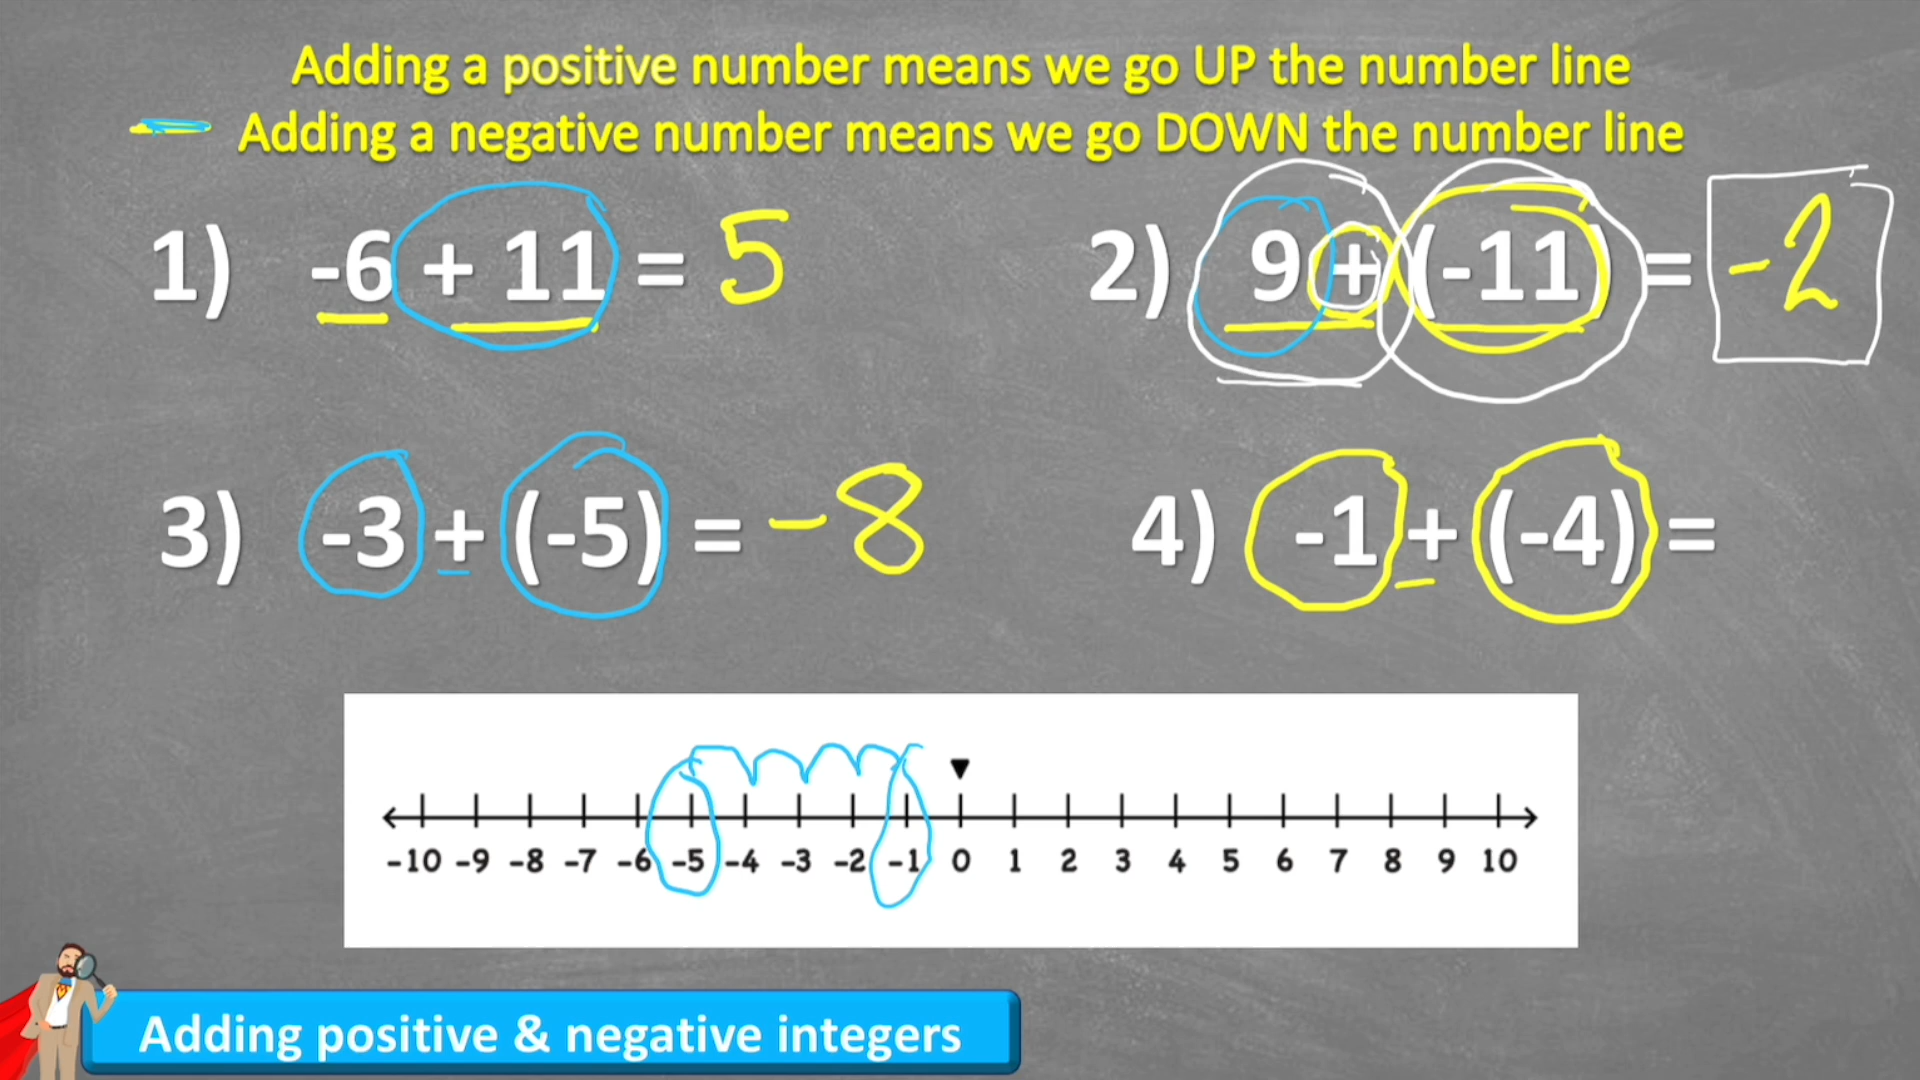 Adding a positive number means we go UP the number line
Adding a negative number means we go DOWN the number line
1) -6 + 11 = 5
2) 9 + (-11) = -2
3) -3 + (-5) = -8
4) -1 + (-4) =
-10 -9 -8 -7 -6 -5 -4 -3 -2 -1 0 1 2 3 4 5 6 7 8 9 10
Adding positive & negative integers